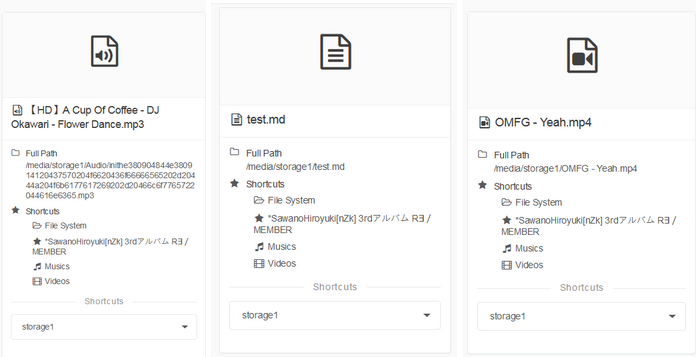 【HD】A Cup Of Coffee - DJ
Okawari - Flower Dance.mp3
Full Path
/media/storage1/Audio/inithe380904844e3809
14120437570204f6620436f66666565202d204
44a204f6b6177617269202d20466c6f7765722
044616e6365.mp3
Shortcuts
File System
"SawanoHiroyuki[nZk] 3rdアルバム R∃ /
MEMBER
Musics
Videos
Shortcuts
storage1
test.md
Full Path
/media/storage1/test.md
Shortcuts
File System
"SawanoHiroyuki[nZk] 3rdアルバム R∃ /
MEMBER
Musics
Videos
Shortcuts
storage1
OMFG - Yeah.mp4
Full Path
/media/storage1/OMFG - Yeah.mp4
Shortcuts
File System
"SawanoHiroyuki[nZk] 3rdアルバム R∃ /
MEMBER
Musics
Videos
Shortcuts
storage1